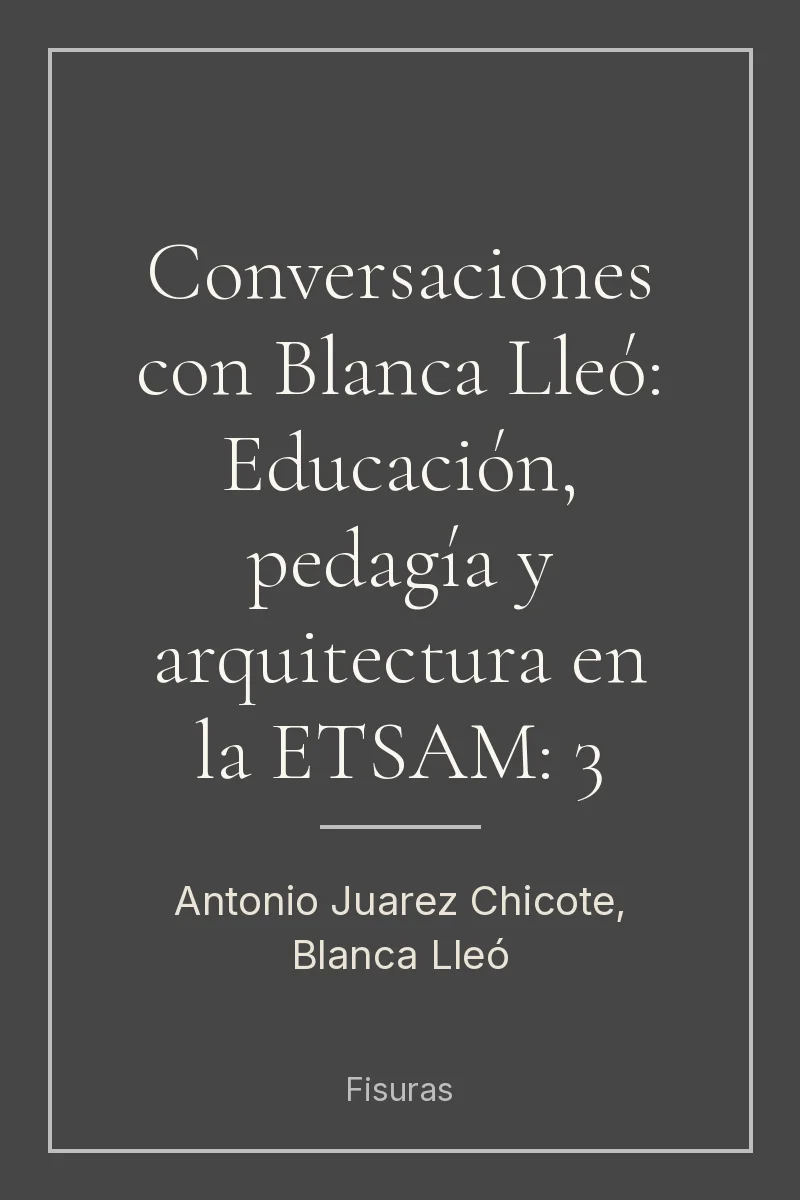 Conversaciones
con Blanca Lleó:
Educación,
pedagía y
arquitectura en
la ETSAM: 3
Antonio Juarez Chicote,
Blanca Lleó
Fisuras